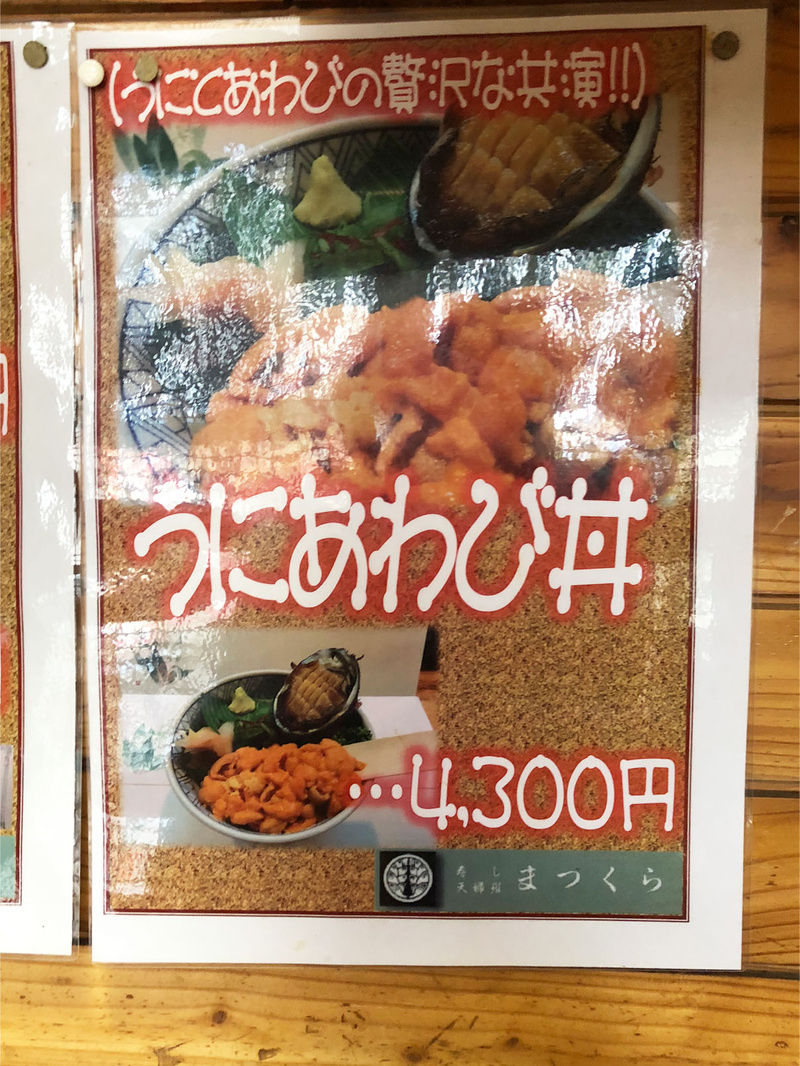 (うにとあわびの贅沢な共演!!)
うにあわび丼
…4,300円
寿し
天婦羅
まつくら
円